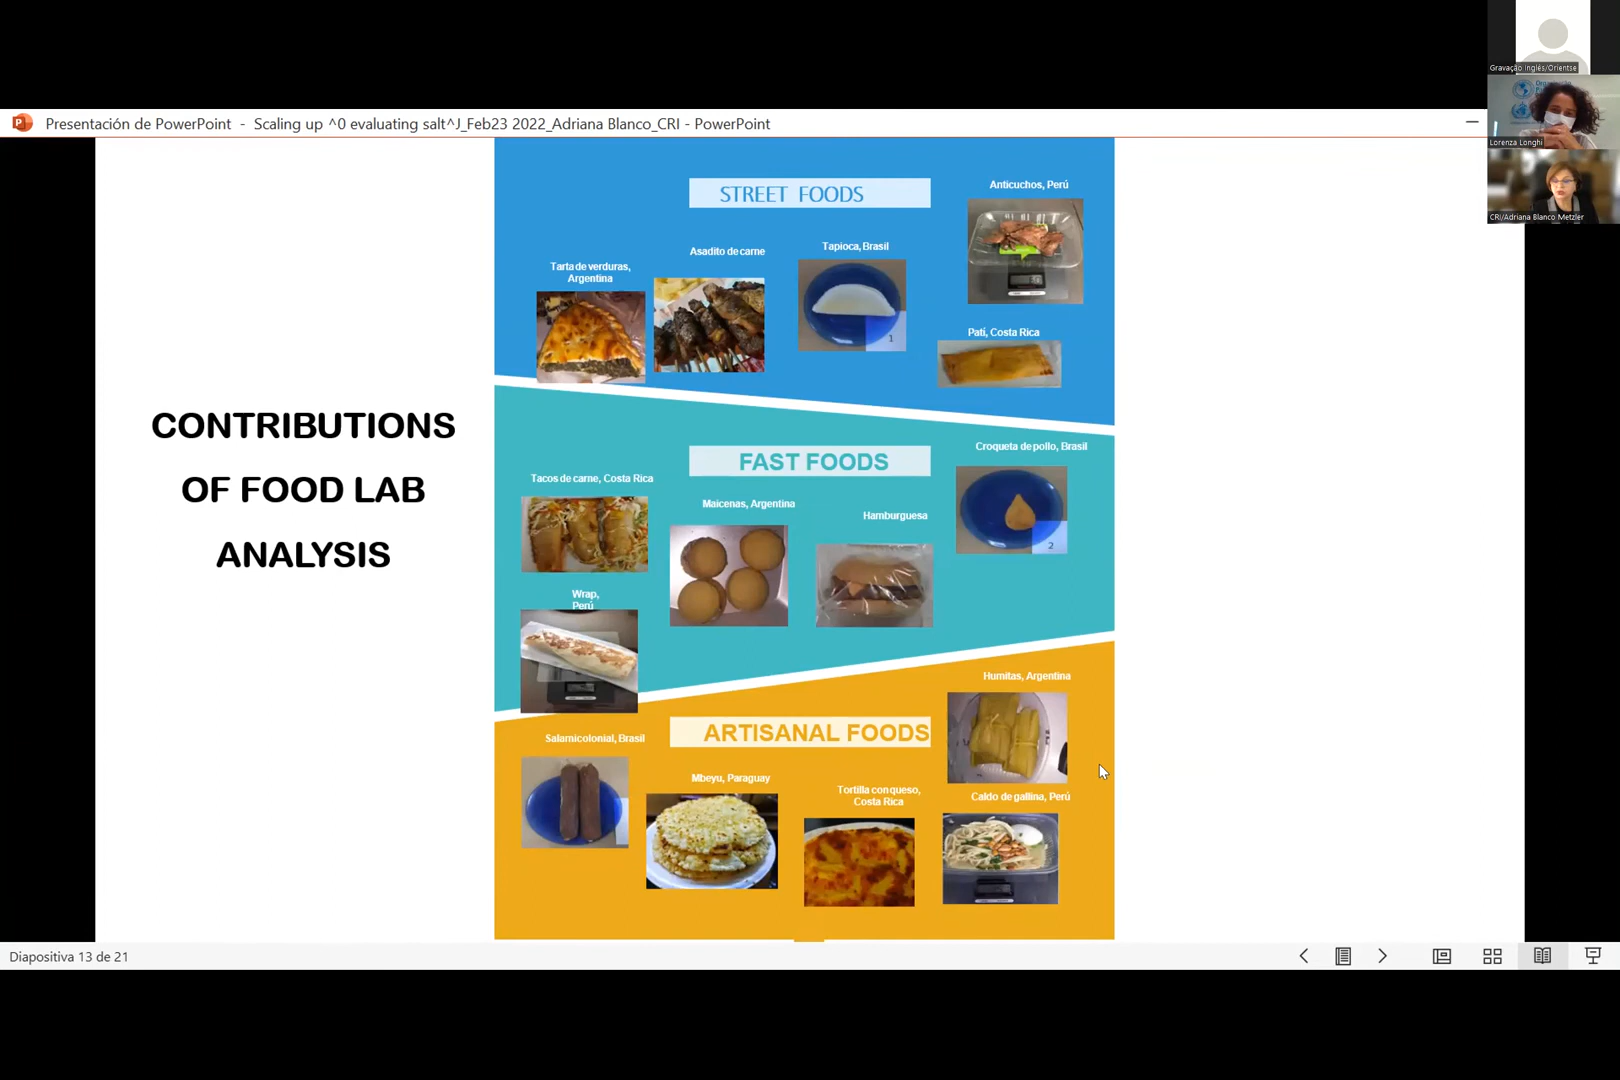 Presentación de PowerPoint - Scaling up ^0 evaluating salt^J_Feb23 2022_Adriana Blanco_CRI - PowerPoint
Gravação Inglês/Orientse
Lorenza Longhi
CRI/Adriana Blanco Metzler
CONTRIBUTIONS
OF FOOD LAB
ANALYSIS
STREET FOODS
Anticuchos, Perú
Asadito de carne
Tapioca, Brasil
Tarta de verduras,
Argentina
1
Patí, Costa Rica
FAST FOODS
Croqueta de pollo, Brasil
Tacos de carne, Costa Rica
Maicenas, Argentina
Hamburguesa
2
Wrap,
Perú
ARTISANAL FOODS
Humitas, Argentina
Salamicolonial, Brasil
Mbeyu, Paraguay
Tortilla con queso,
Costa Rica
Caldo de gallina, Perú
Diapositiva 13 de 21